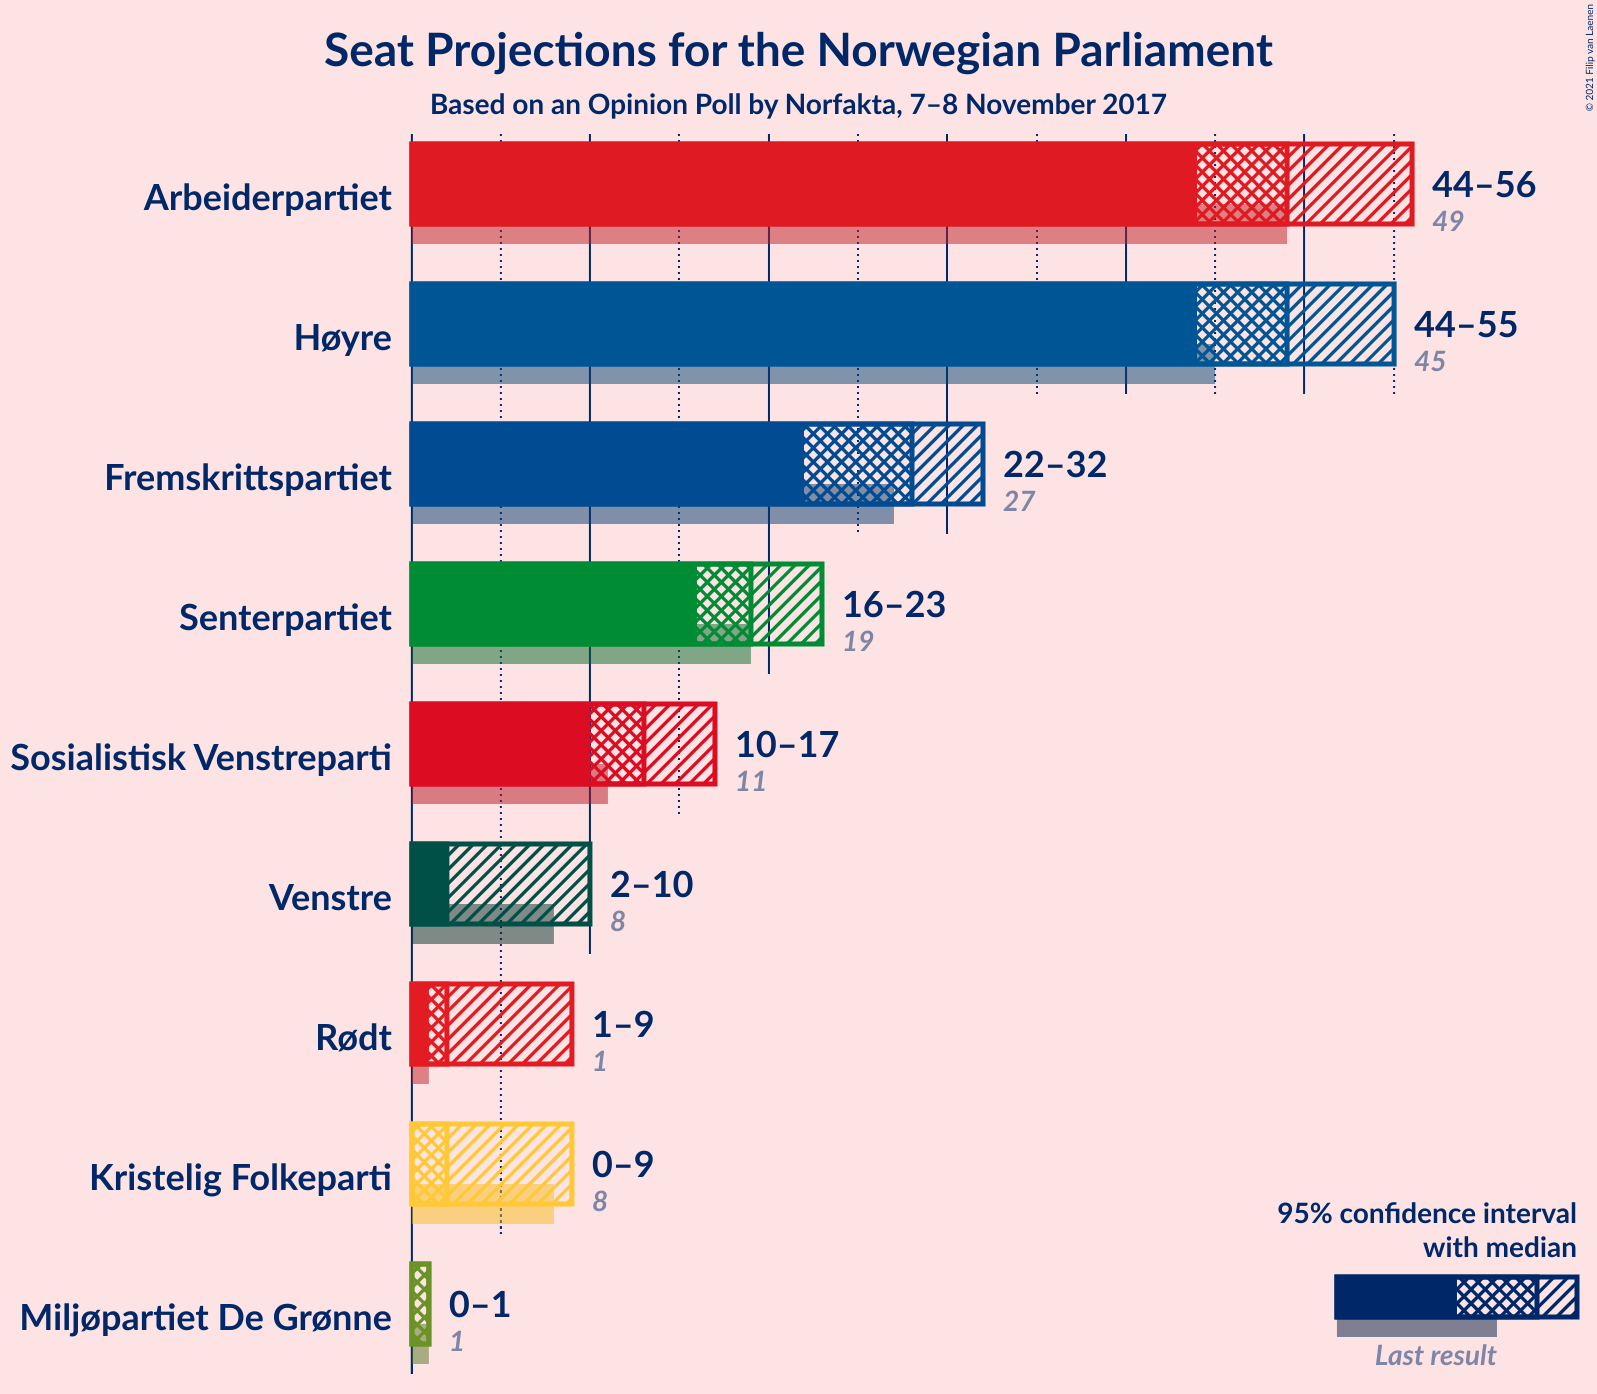 Seat Projections for the Norwegian Parliament
Based on an Opinion Poll by Norfakta, 7–8 November 2017
© 2021 Filip van Laenen
Arbeiderpartiet
44–56
49
Høyre
44–55
45
Fremskrittspartiet
22–32
27
Senterpartiet
16–23
19
Sosialistisk Venstreparti
10–17
11
Venstre
2–10
8
Rødt
1–9
1
Kristelig Folkeparti
0–9
8
Miljøpartiet De Grønne
0–1
1
95% confidence interval
with median
Last result